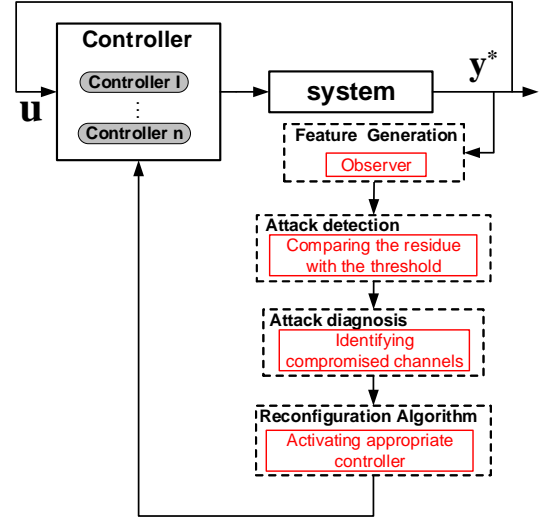 Controller
Controller I
⋮
Controller n
u
system
y*
Feature Generation
Observer
Attack detection
Comparing the residue
with the threshold
Attack diagnosis
Identifying
compromised channels
Reconfiguration Algorithm
Activating appropriate
controller